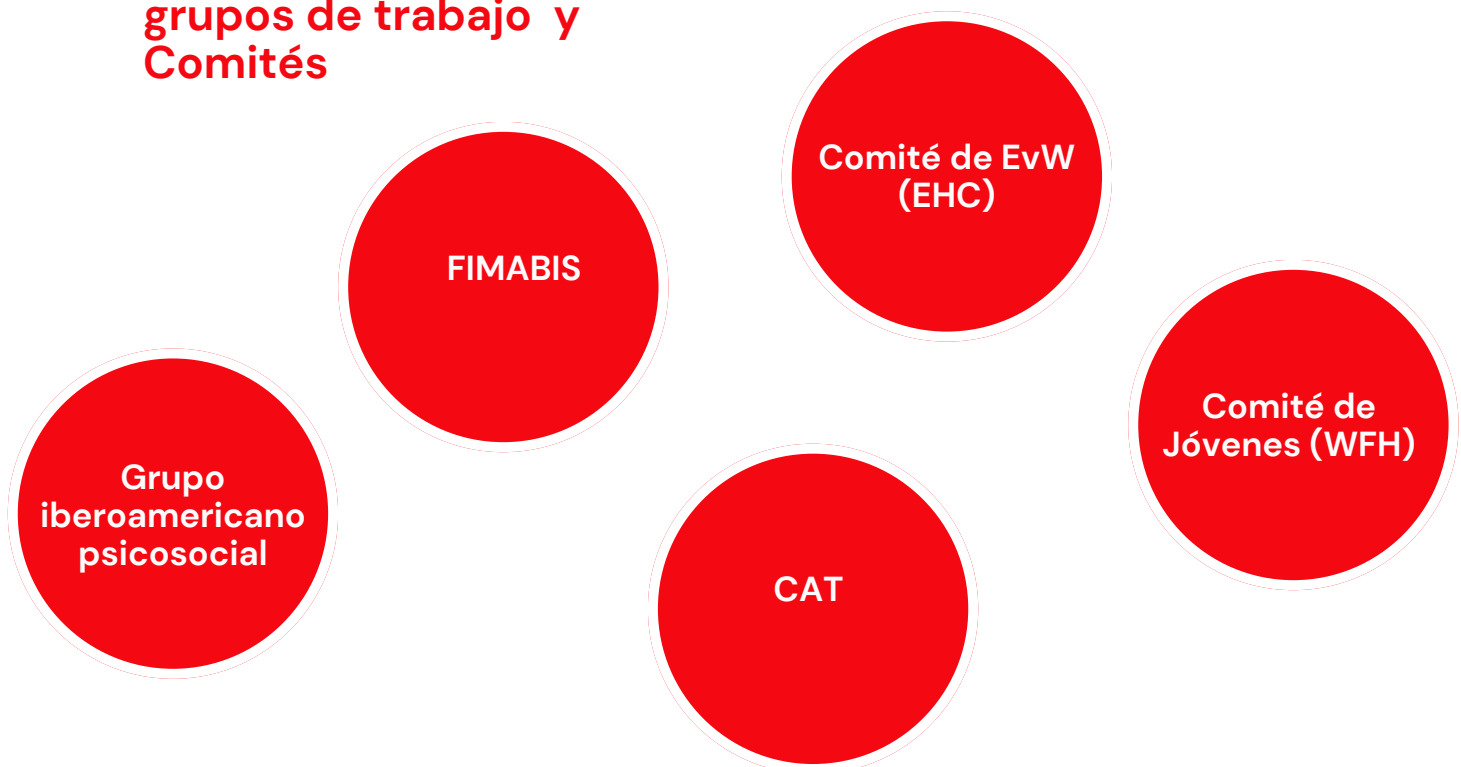 grupos de trabajo y
Comités
Comité de EvW
(EHC)
FIMABIS
Comité de
Jóvenes (WFH)
Grupo
iberoamericano
psicosocial
CAT